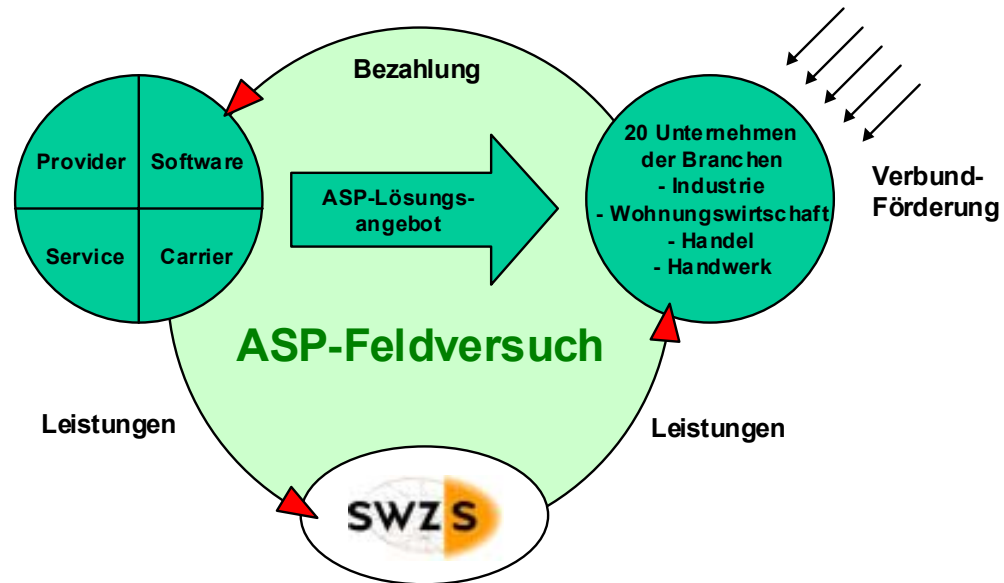 Bezahlung
Provider
Software
Service
Carrier
ASP-Lösungs-
angebot
20 Unternehmen
der Branchen
- Industrie
- Wohnungswirtschaft
- Handel
- Handwerk
Verbund-
Förderung
ASP-Feldversuch
Leistungen
Leistungen
SWZS